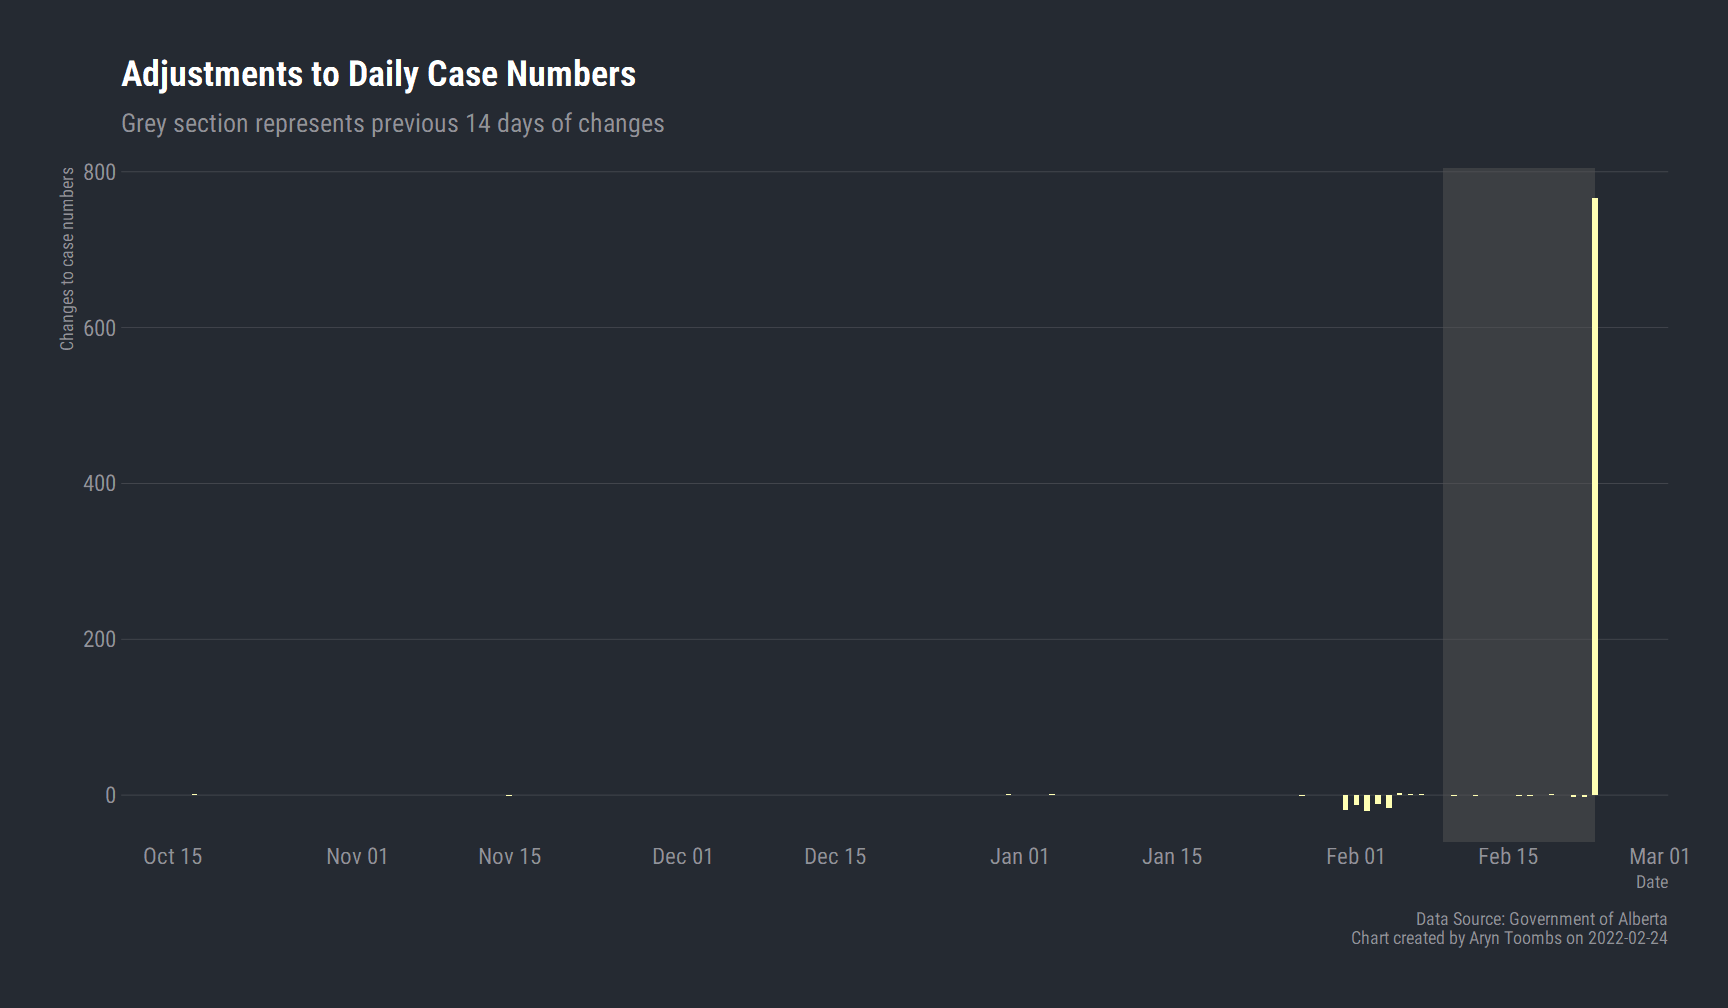 Adjustments to Daily Case Numbers
Grey section represents previous 14 days of changes
Changes to case numbers
800
600
400
200
0
Oct 15 Nov 01 Nov 15 Dec 01 Dec 15 Jan 01 Jan 15 Feb 01 Feb 15 Mar 01
Date
Data Source: Government of Alberta
Chart created by Aryn Toombs on 2022-02-24